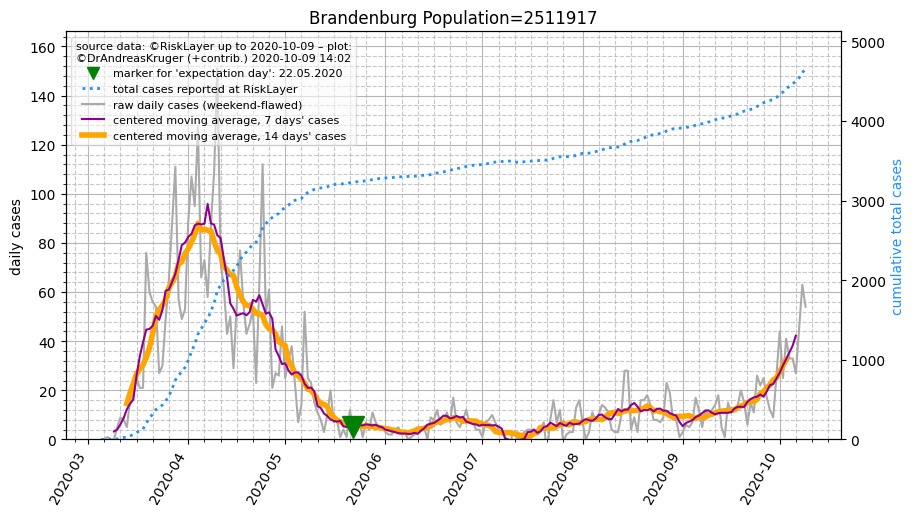 Brandenburg Population=2511917
source data: ©RiskLayer up to 2020-10-09 – plot:
©DrAndreasKruger (+contrib.) 2020-10-09 14:02
marker for 'expectation day': 22.05.2020
total cases reported at RiskLayer
raw daily cases (weekend-flawed)
centered moving average, 7 days' cases
centered moving average, 14 days' cases
daily cases
160
140
120
100
80
60
40
20
0
5000
4000
3000
2000
1000
0
cumulative total cases
2020-03
2020-04
2020-05
2020-06
2020-07
2020-08
2020-09
2020-10